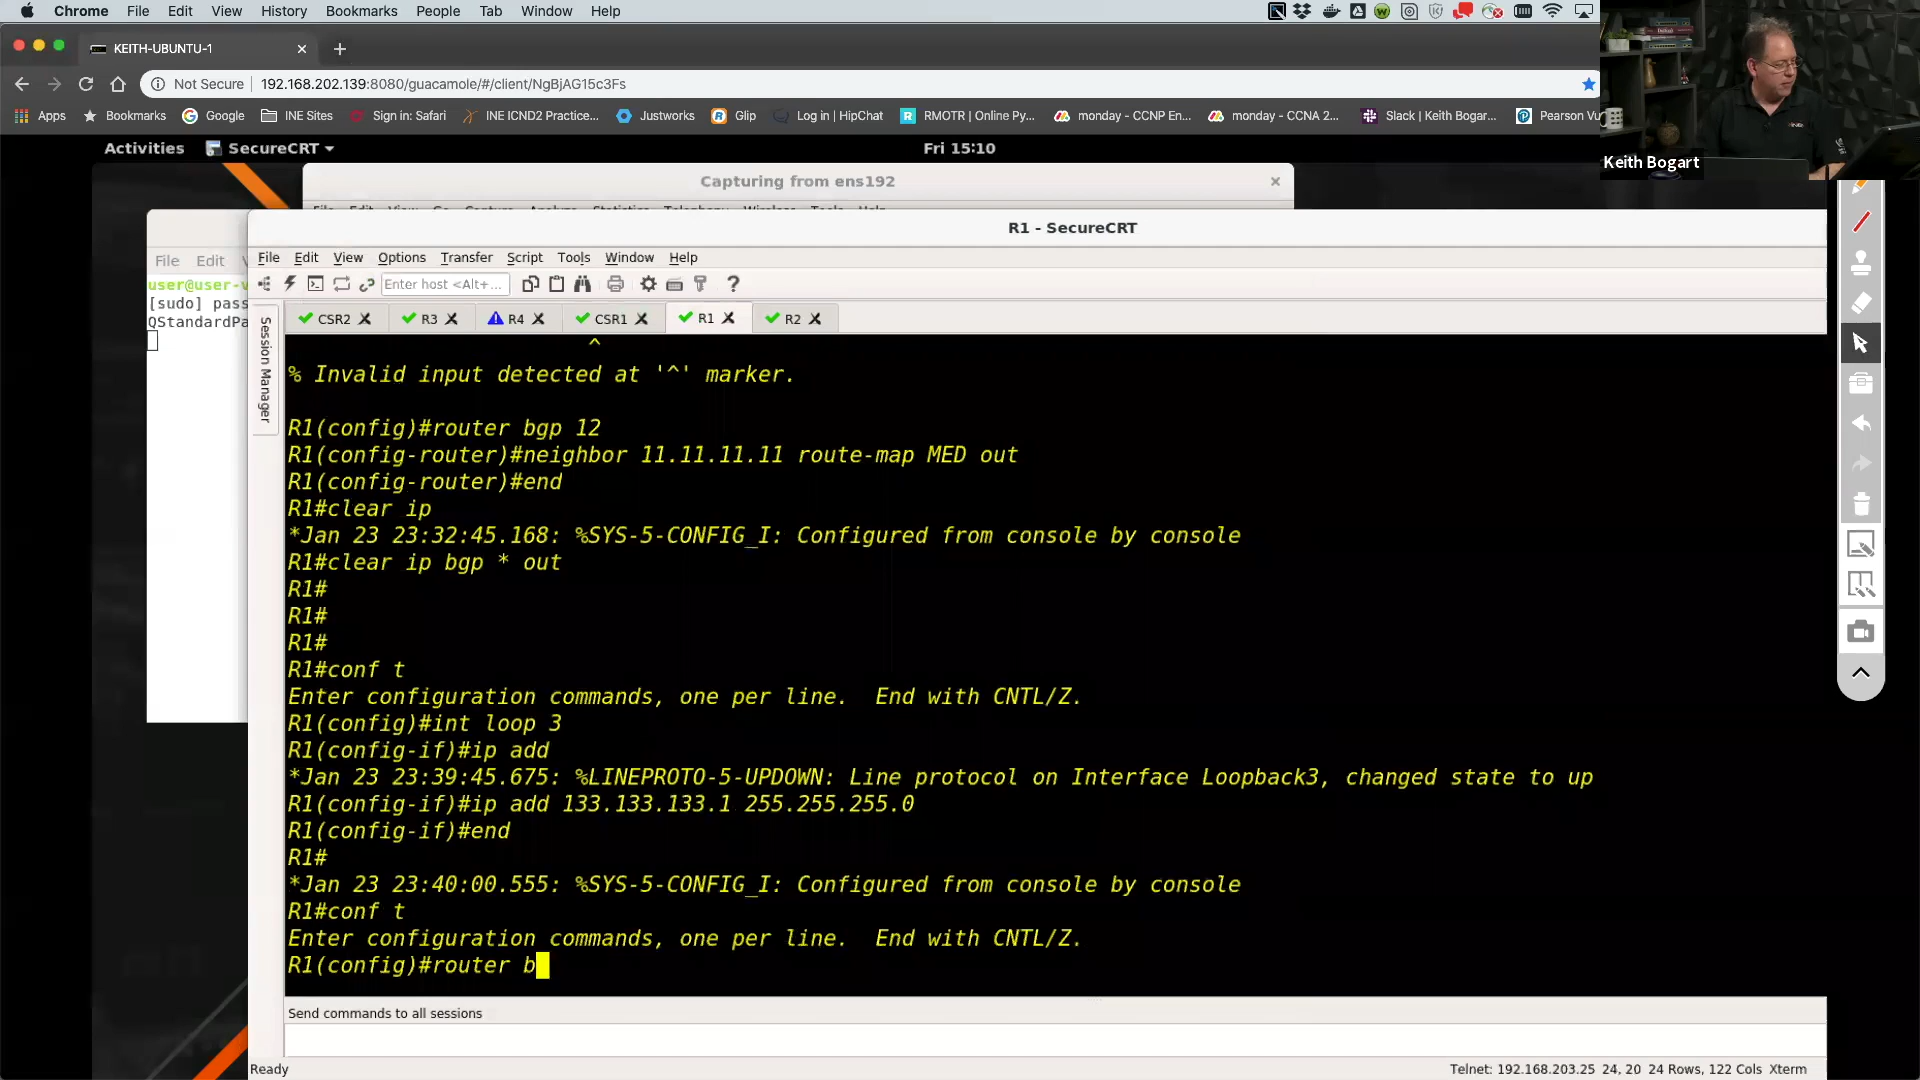 Chrome File Edit View History Bookmarks People Tab Window Help
KEITH-UBUNTU-1
Not Secure 192.168.202.139:8080/guacamole/#/client/NgBjAG15c3Fs
Apps Bookmarks Google INE Sites Sign in: Safari INE ICND2 Practice... Justworks Glip Log in | HipChat RMOTR | Online Py... monday - CCNP En... monday - CCNA 2... Slack | Keith Bogar... Pearson Vu
Keith Bogart
Activities SecureCRT Fri 15:10
Capturing from ens192
R1 - SecureCRT
File Edit V
user@user-v
[sudo] pass
QStandardPa
File Edit View Options Transfer Script Tools Window Help
Enter host <Alt+...
Session Manager
CSR2 R3 R4 CSR1 R1 R2
^
% Invalid input detected at '^' marker.
R1(config)#router bgp 12
R1(config-router)#neighbor 11.11.11.11 route-map MED out
R1(config-router)#end
R1#clear ip
*Jan 23 23:32:45.168: %SYS-5-CONFIG_I: Configured from console by console
R1#clear ip bgp * out
R1#
R1#
R1#
R1#conf t
Enter configuration commands, one per line.  End with CNTL/Z.
R1(config)#int loop 3
R1(config-if)#ip add
*Jan 23 23:39:45.675: %LINEPROTO-5-UPDOWN: Line protocol on Interface Loopback3, changed state to up
R1(config-if)#ip add 133.133.133.1 255.255.255.0
R1(config-if)#end
R1#
*Jan 23 23:40:00.555: %SYS-5-CONFIG_I: Configured from console by console
R1#conf t
Enter configuration commands, one per line.  End with CNTL/Z.
R1(config)#router b
Send commands to all sessions
Ready Telnet: 192.168.203.25 24, 20 24 Rows, 122 Cols Xterm